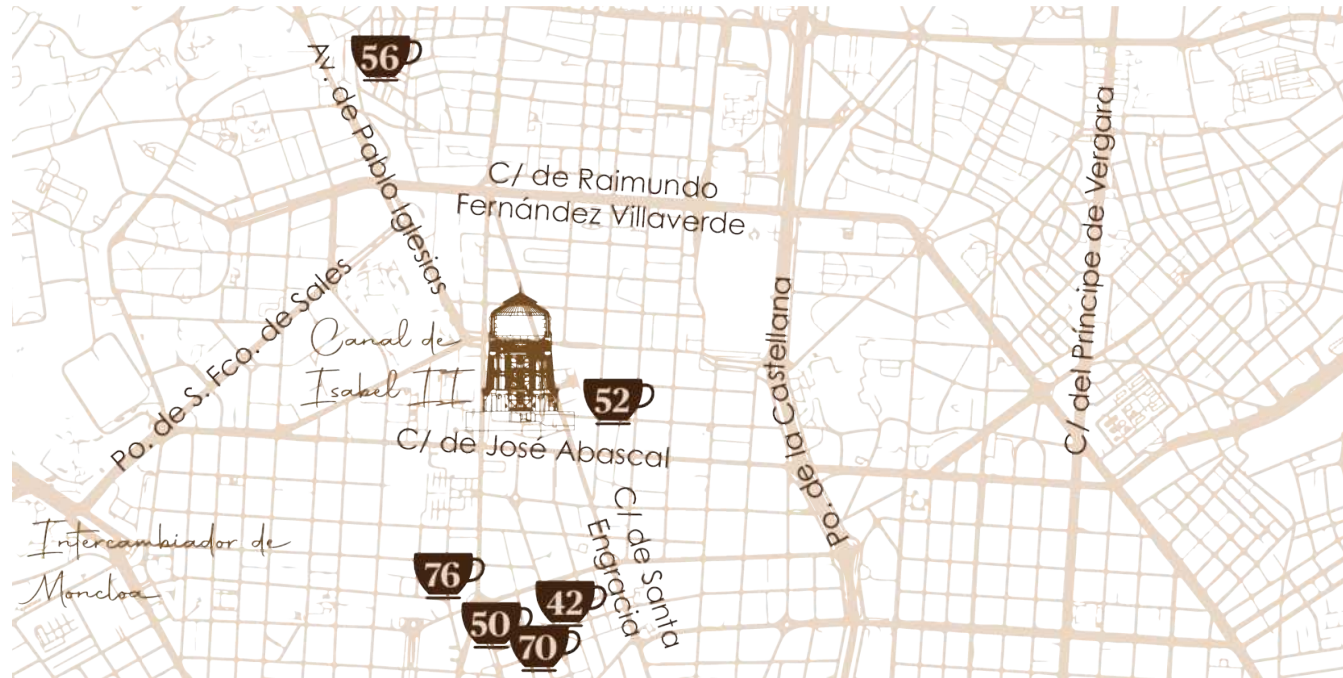 56
Av. de Pablo Iglesias
C/ de Raimundo
Fernández Villaverde
C/ del Príncipe de Vergara
Po. de S. Fco. de Sales
Canal de
Isabel II
52
Po. de la Castellana
C/ de José Abascal
C/ de Santa
Engracia
Intercambiador de
Moncloa
76
42
50
70